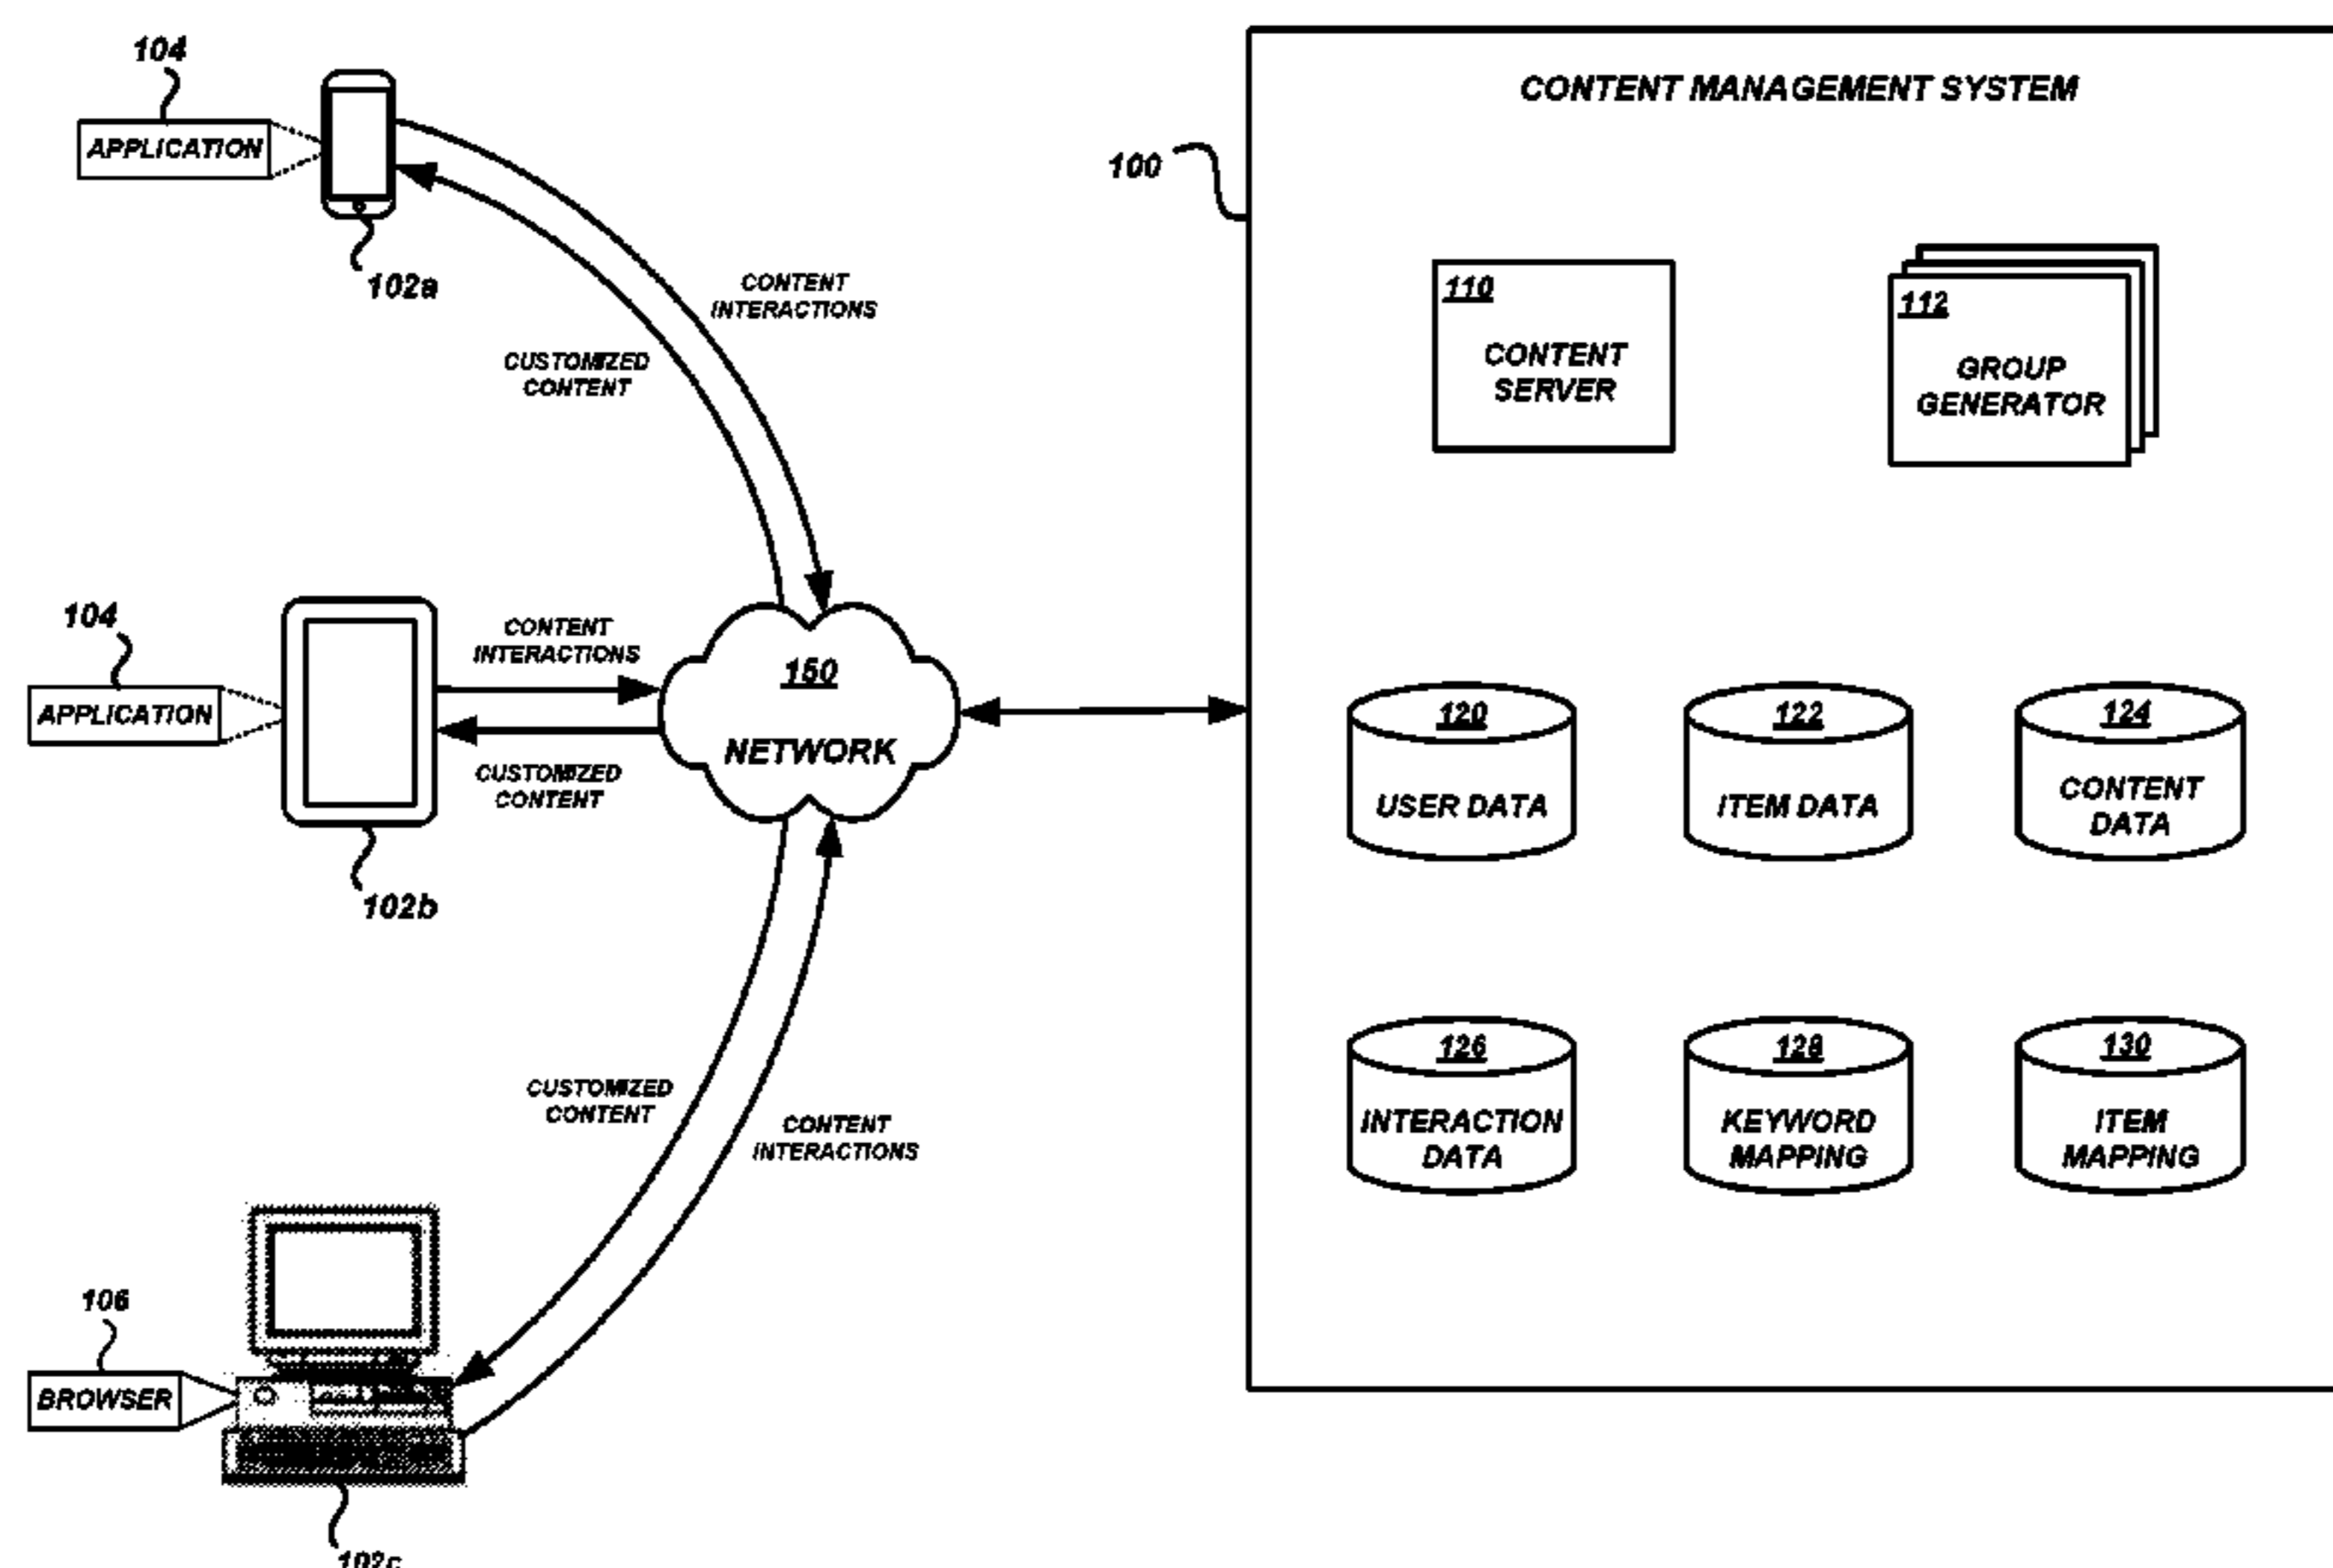 104
APPLICATION
102a
CONTENT
INTERACTIONS
CUSTOMIZED
CONTENT
104
APPLICATION
102b
CONTENT
INTERACTIONS
CUSTOMIZED
CONTENT
150
NETWORK
CUSTOMIZED
CONTENT
CONTENT
INTERACTIONS
106
BROWSER
102c
CONTENT MANAGEMENT SYSTEM
100
110
CONTENT
SERVER
112
GROUP
GENERATOR
120
USER DATA
122
ITEM DATA
124
CONTENT
DATA
126
INTERACTION
DATA
128
KEYWORD
MAPPING
130
ITEM
MAPPING